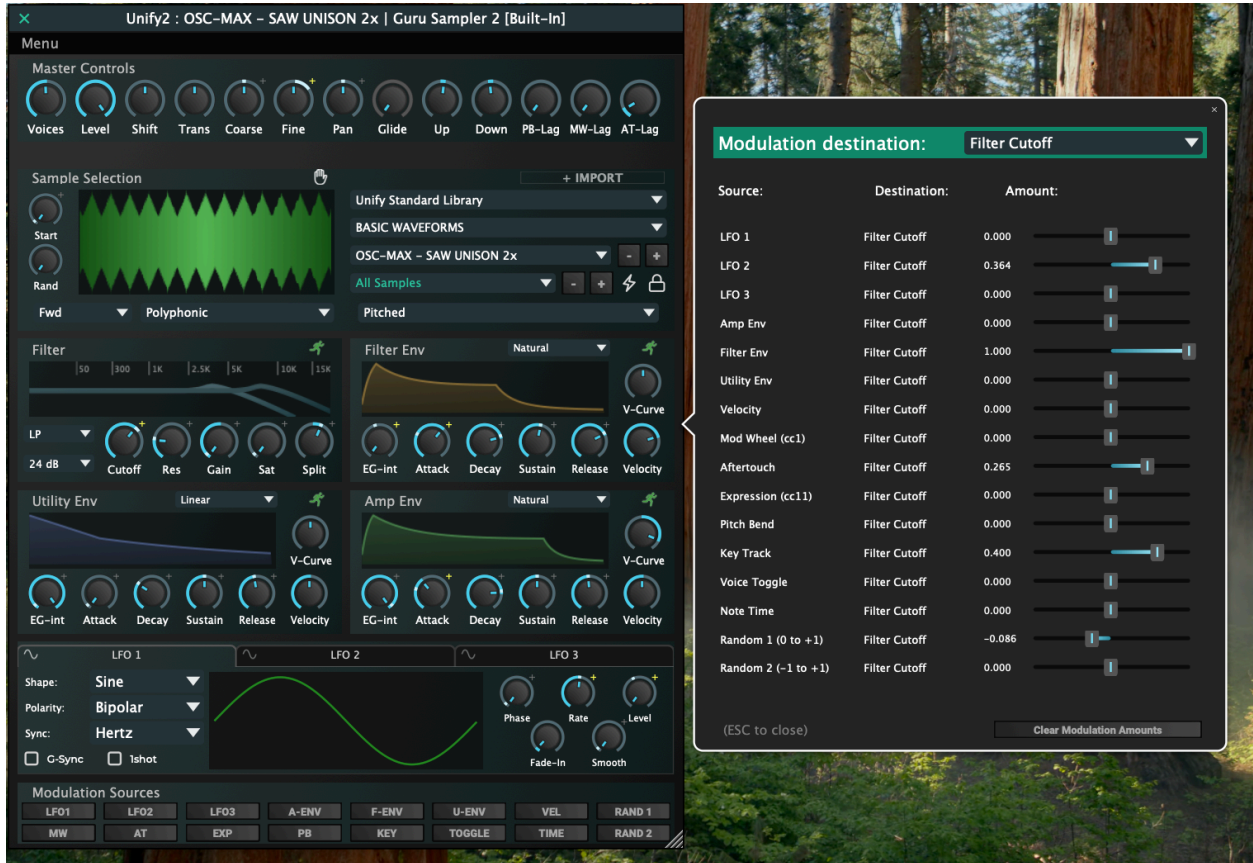 Unify2 : OSC-MAX – SAW UNISON 2x | Guru Sampler 2 [Built-In]
Menu
Master Controls
Voices Level Shift Trans Coarse Fine Pan Glide Up Down PB-Lag MW-Lag AT-Lag
Sample Selection
+ IMPORT
Start
Rand
Unify Standard Library
BASIC WAVEFORMS
OSC-MAX – SAW UNISON 2x - +
All Samples - +
Fwd Polyphonic Pitched
Filter
50 300 1K 2.5K 5K 10K 15K
LP
24 dB
Cutoff Res Gain Sat Split
Filter Env Natural
V-Curve
EG-int Attack Decay Sustain Release Velocity
Utility Env Linear
V-Curve
EG-int Attack Decay Sustain Release Velocity
Amp Env Natural
V-Curve
EG-int Attack Decay Sustain Release Velocity
LFO 1 LFO 2 LFO 3
Shape: Sine
Polarity: Bipolar
Sync: Hertz
G-Sync 1shot
Phase Rate Level
Fade-In Smooth
Modulation Sources
LFO1 LFO2 LFO3 A-ENV F-ENV U-ENV VEL RAND 1
MW AT EXP PB KEY TOGGLE TIME RAND 2
Modulation destination: Filter Cutoff
Source: Destination: Amount:
LFO 1 Filter Cutoff 0.000
LFO 2 Filter Cutoff 0.364
LFO 3 Filter Cutoff 0.000
Amp Env Filter Cutoff 0.000
Filter Env Filter Cutoff 1.000
Utility Env Filter Cutoff 0.000
Velocity Filter Cutoff 0.000
Mod Wheel (cc1) Filter Cutoff 0.000
Aftertouch Filter Cutoff 0.265
Expression (cc11) Filter Cutoff 0.000
Pitch Bend Filter Cutoff 0.000
Key Track Filter Cutoff 0.400
Voice Toggle Filter Cutoff 0.000
Note Time Filter Cutoff 0.000
Random 1 (0 to +1) Filter Cutoff -0.086
Random 2 (-1 to +1) Filter Cutoff 0.000
(ESC to close) Clear Modulation Amounts